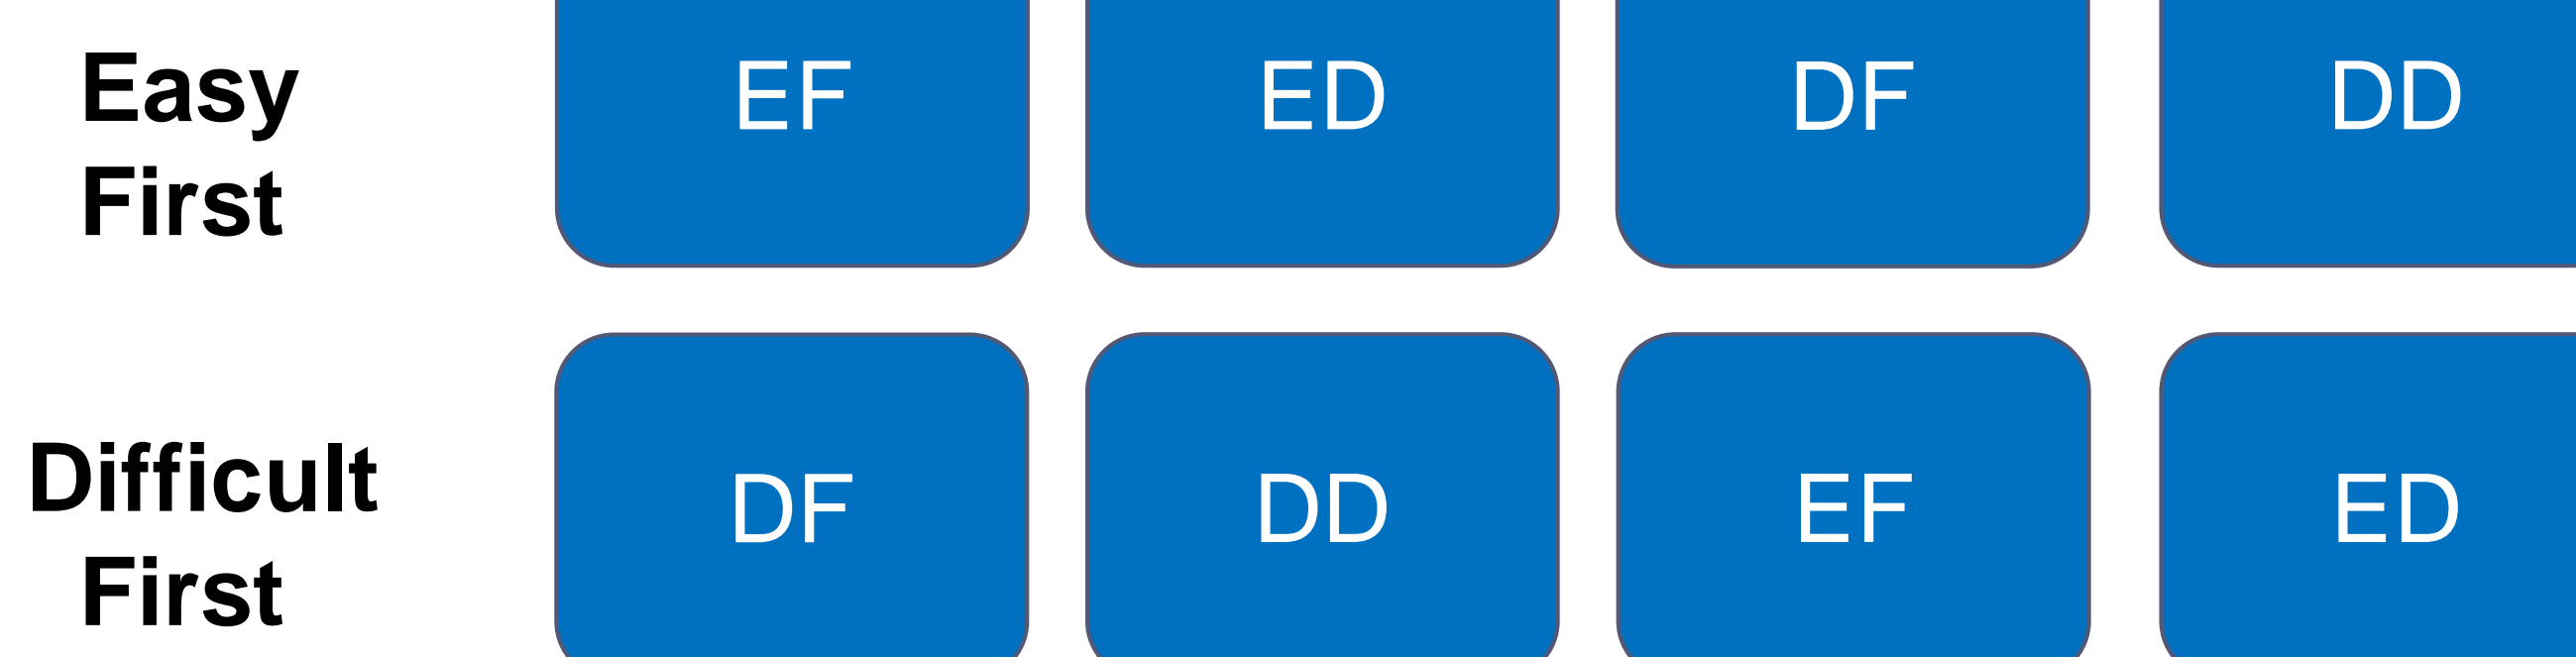 Easy
First
EF ED DF DD
Difficult
First
DF DD EF ED